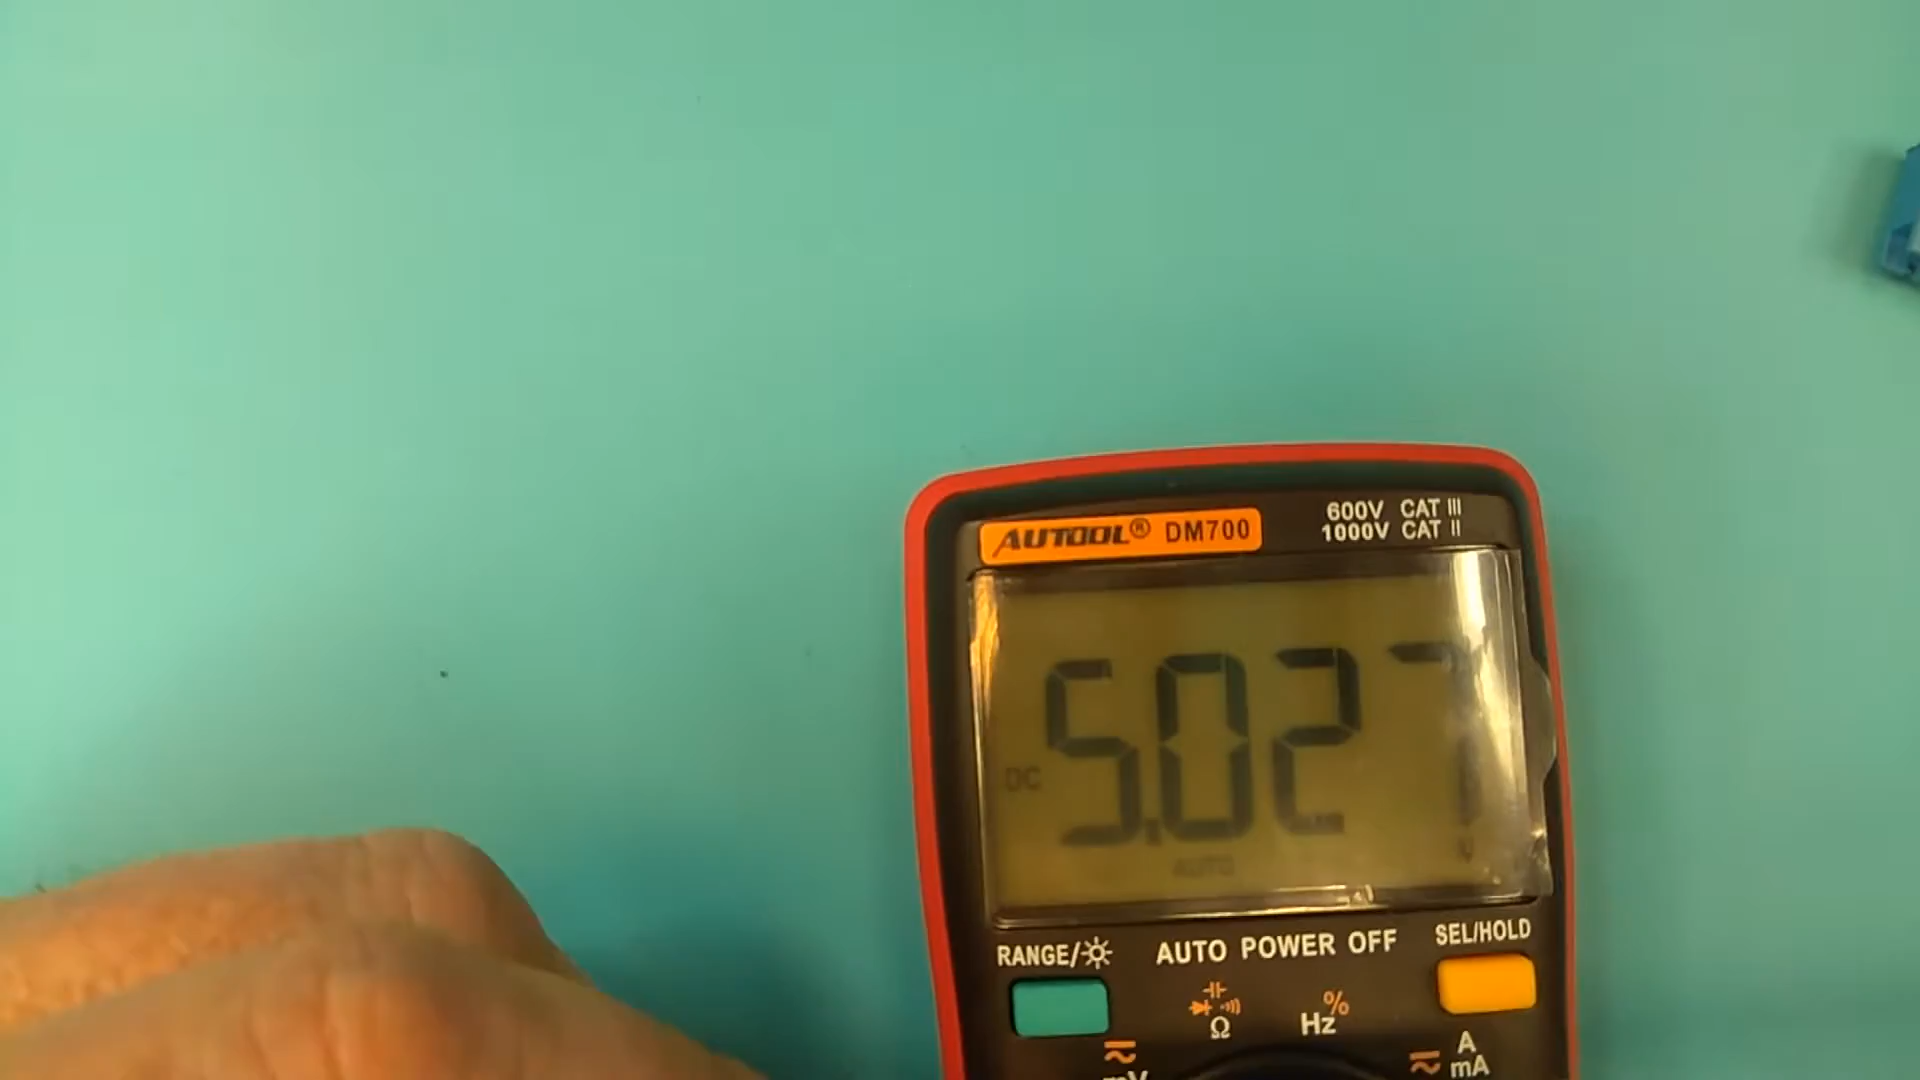 AUTOOL® DM700
600V CAT III
1000V CAT II
5.027
DC
V
AUTO
RANGE/
AUTO POWER OFF
SEL/HOLD
Ω
Hz%
mV
A
mA